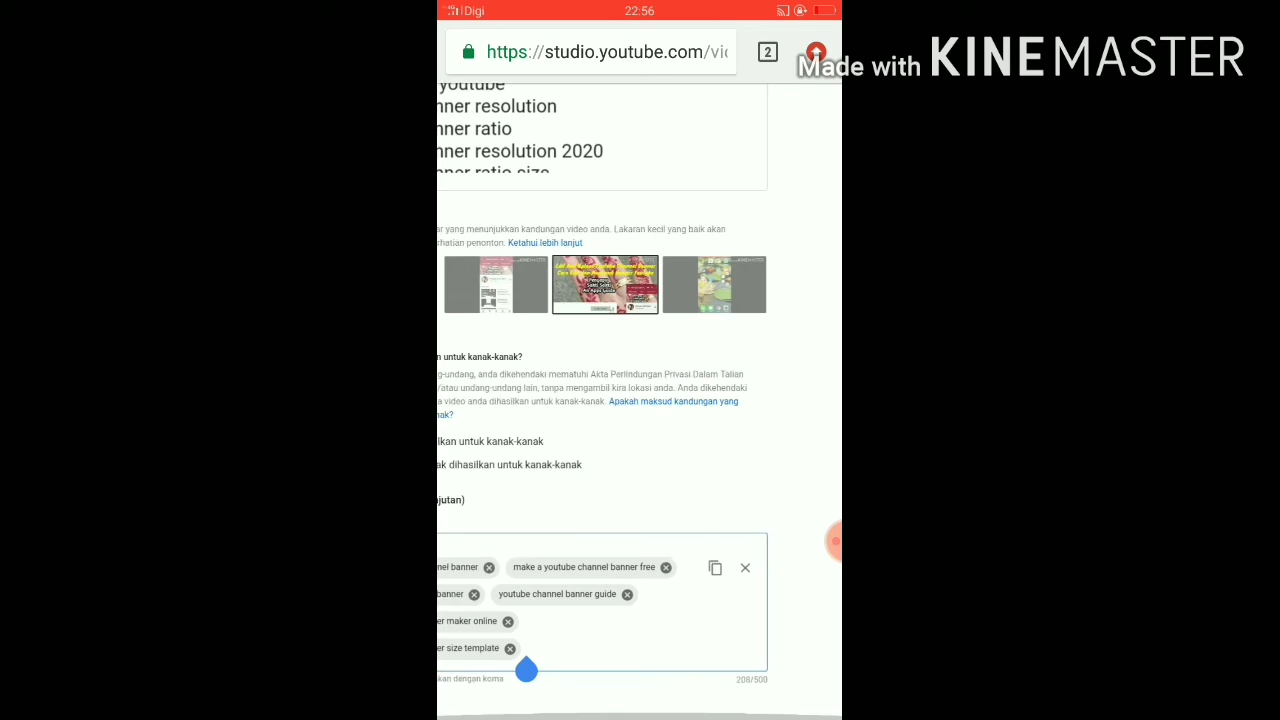 Digi
22:56
https://studio.youtube.com/vic
2
Made with KINEMASTER
youtube
nner resolution
nner ratio
nner resolution 2020
nner ratio size
ar yang menunjukkan kandungan video anda. Lakaran kecil yang baik akan
rhatian penonton. Ketahui lebih lanjut
n untuk kanak-kanak?
g-undang, anda dikehendaki mematuhi Akta Perlindungan Privasi Dalam Talian
/atau undang-undang lain, tanpa mengambil kira lokasi anda. Anda dikehendaki
a video anda dihasilkan untuk kanak-kanak. Apakah maksud kandungan yang
nak?
lkan untuk kanak-kanak
ak dihasilkan untuk kanak-kanak
ijutan)
nel banner
make a youtube channel banner free
banner
youtube channel banner guide
er maker online
er size template
kan dengan koma
208/500